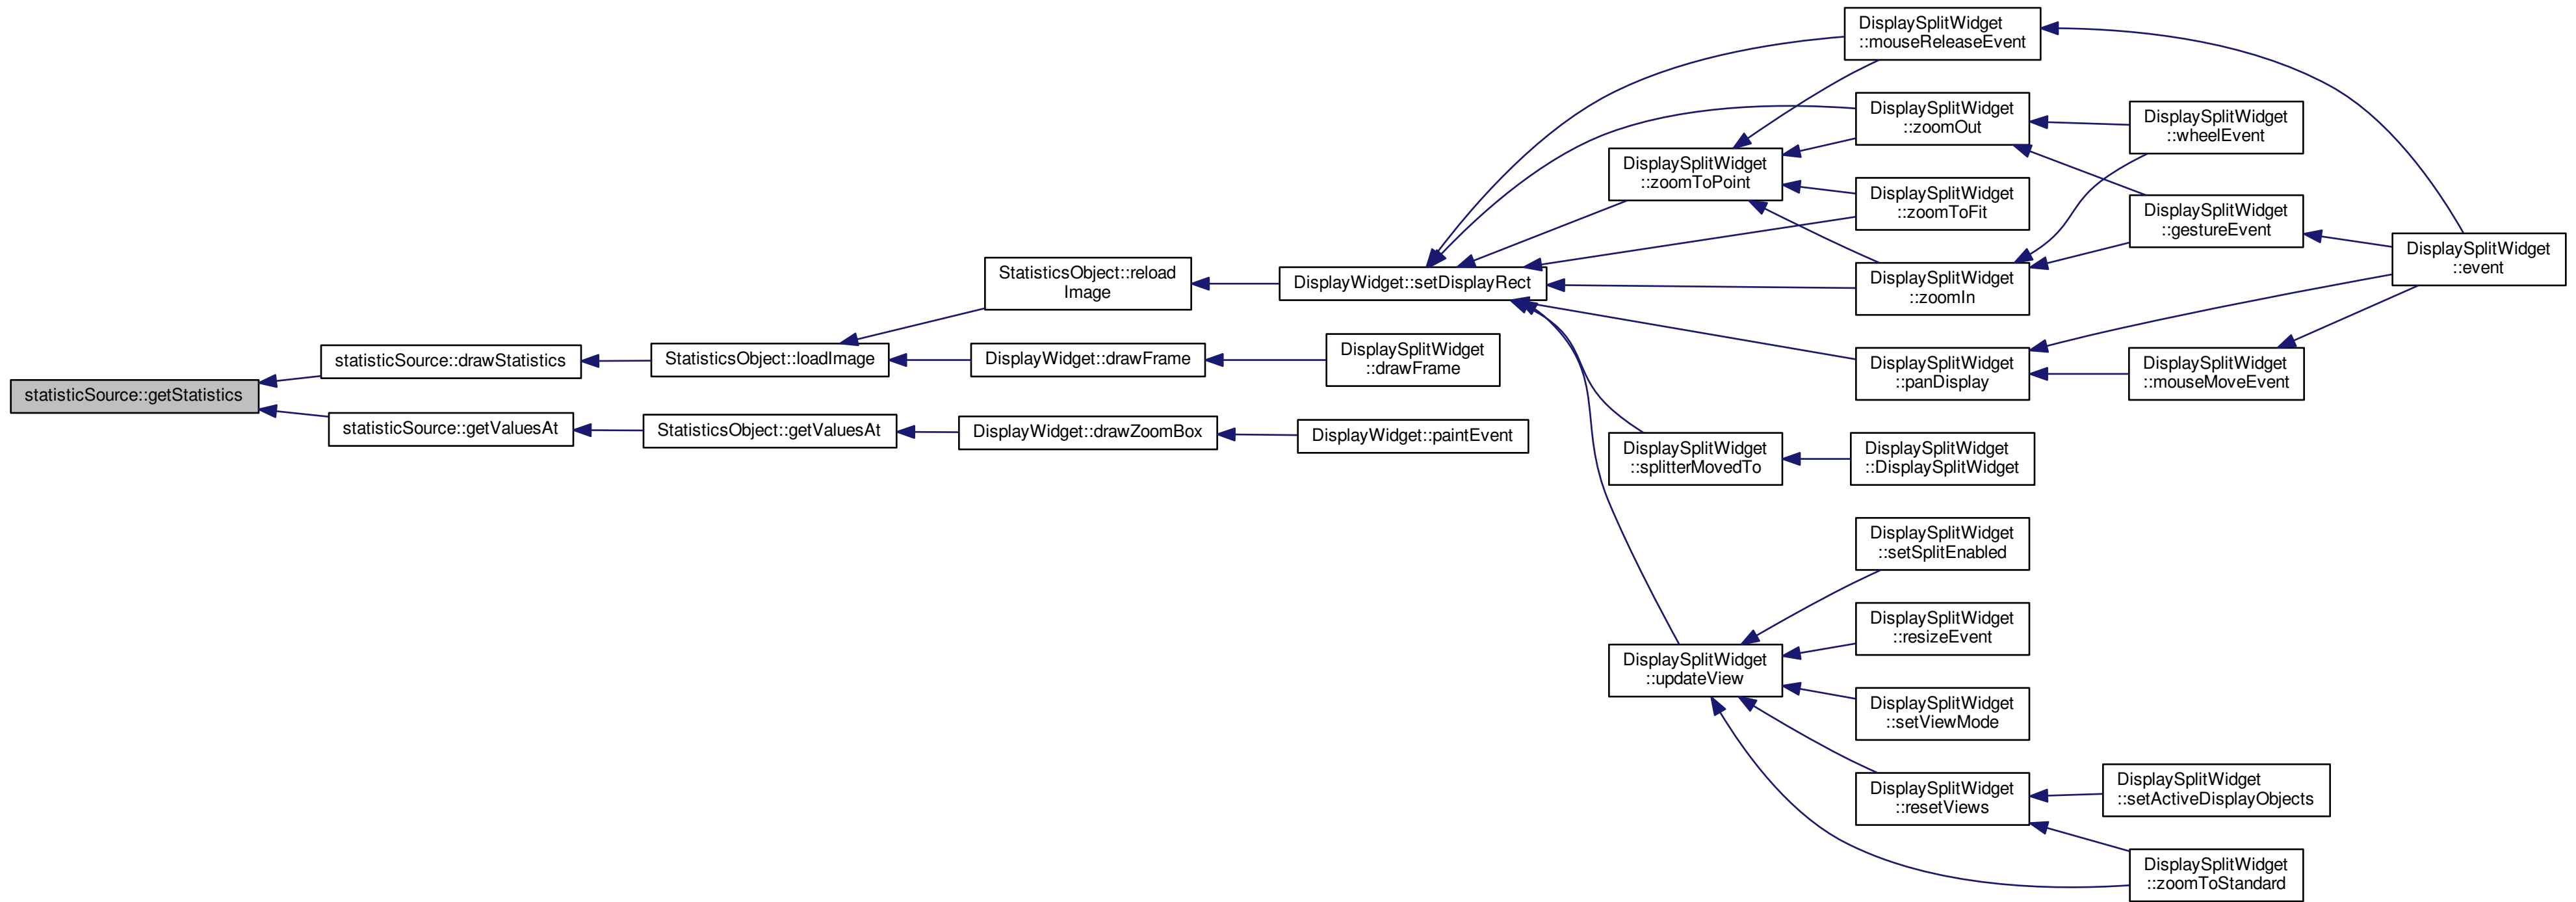 statisticSource::getStatistics
statisticSource::drawStatistics
statisticSource::getValuesAt
StatisticsObject::loadImage
StatisticsObject::getValuesAt
StatisticsObject::reload
Image
DisplayWidget::drawFrame
DisplayWidget::drawZoomBox
DisplayWidget::setDisplayRect
DisplaySplitWidget
::drawFrame
DisplayWidget::paintEvent
DisplaySplitWidget
::zoomToPoint
DisplaySplitWidget
::splitterMovedTo
DisplaySplitWidget
::updateView
DisplaySplitWidget
::mouseReleaseEvent
DisplaySplitWidget
::zoomOut
DisplaySplitWidget
::zoomToFit
DisplaySplitWidget
::zoomIn
DisplaySplitWidget
::panDisplay
DisplaySplitWidget
::DisplaySplitWidget
DisplaySplitWidget
::setSplitEnabled
DisplaySplitWidget
::resizeEvent
DisplaySplitWidget
::setViewMode
DisplaySplitWidget
::resetViews
DisplaySplitWidget
::wheelEvent
DisplaySplitWidget
::gestureEvent
DisplaySplitWidget
::mouseMoveEvent
DisplaySplitWidget
::setActiveDisplayObjects
DisplaySplitWidget
::zoomToStandard
DisplaySplitWidget
::event